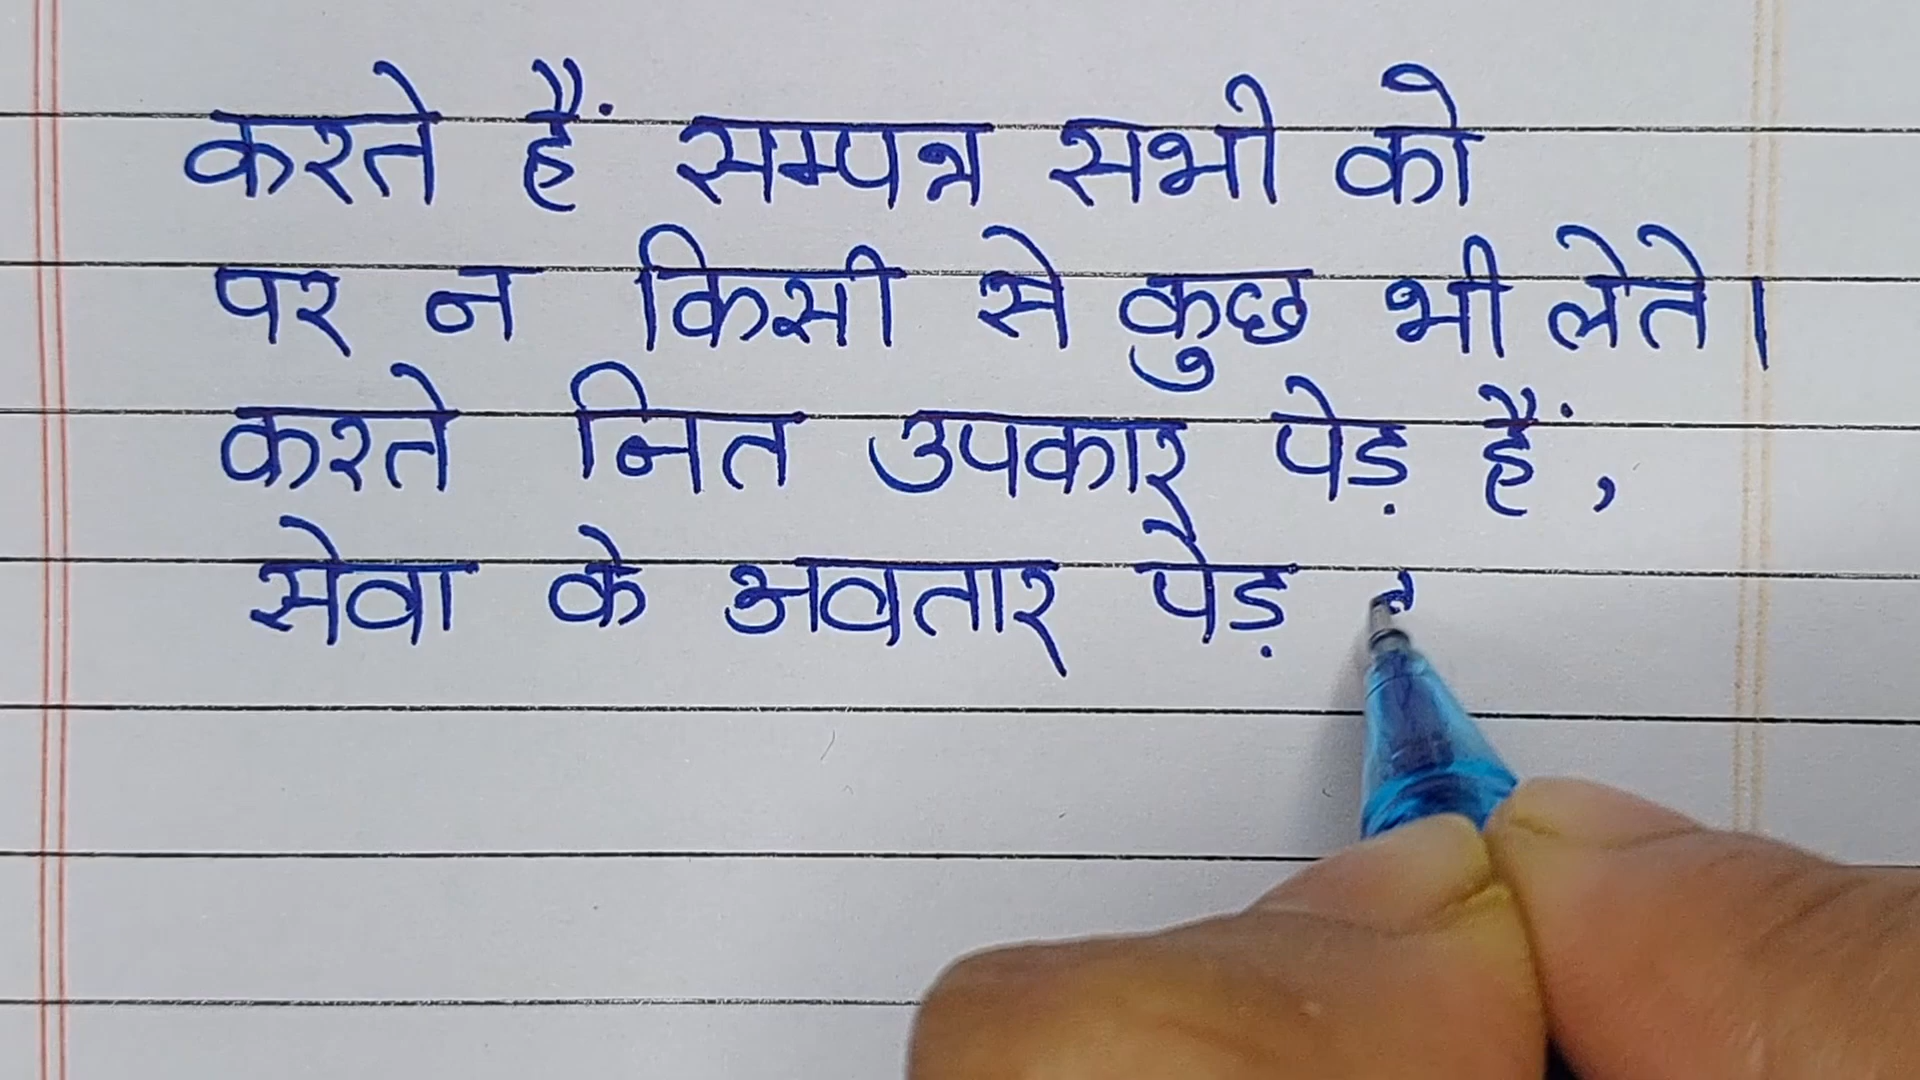 करते हैं सम्पन्न सभी को
पर न किसी से कुछ भी लेते।
करते नित उपकार पेड़ हैं,
सेवा के अवतार पेड़